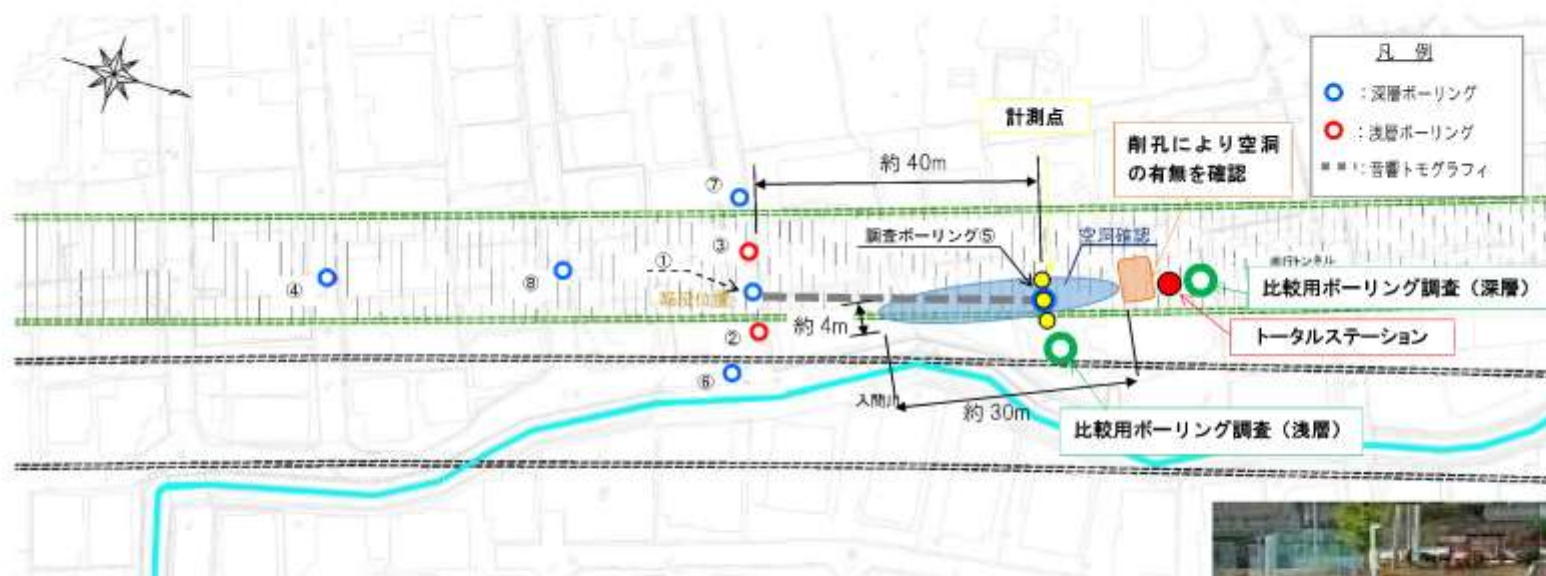 凡 例
：深層ボーリング
：浅層ボーリング
：音響トモグラフィ
計測点
削孔により空洞
の有無を確認
約 40m
⑦
③
①
②
⑥
④
⑧
調査ボーリング⑤
空洞確認
約 4m
約 30m
入間川
比較用ボーリング調査（深層）
トータルステーション
比較用ボーリング調査（浅層）